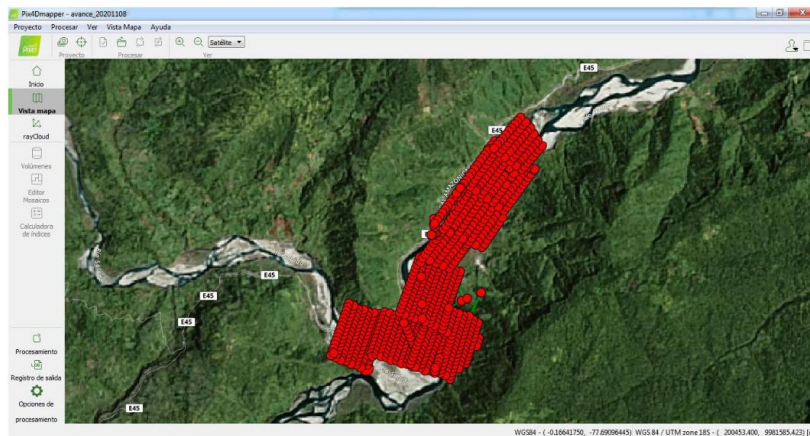 Pix4Dmapper - avance_20201108
Proyecto Procesar Ver Vista Mapa Ayuda
Satélite
Proyecto Procesar Ver
Inicio
Vista mapa
rayCloud
Volúmenes
Editor
Mosaicos
Calculadora
de índices
Procesamiento
Registro de salida
Opciones de
procesamiento
E45
E45
E45
E45
E45
E45
WGS84 - ( -0.16641750, -77.69096445) WGS 84 / UTM zone 18S - ( 200453.400, 9981585.423) [